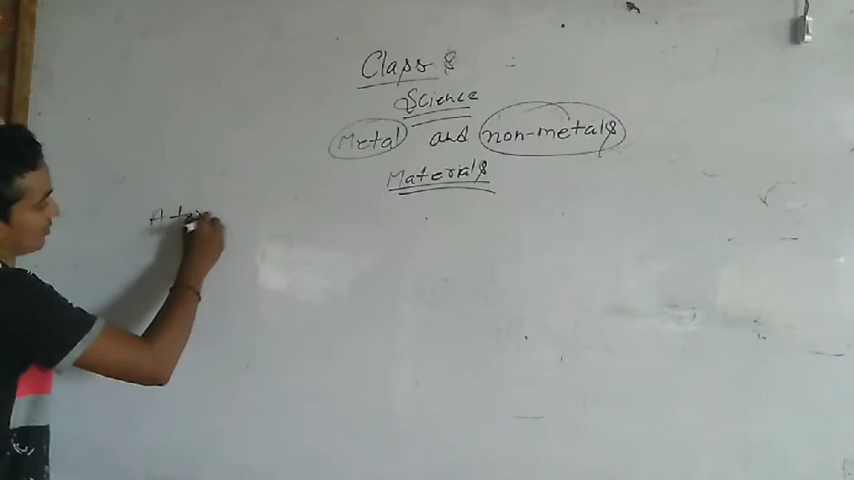 Class 8
Science
Metal and non-metals
Materials